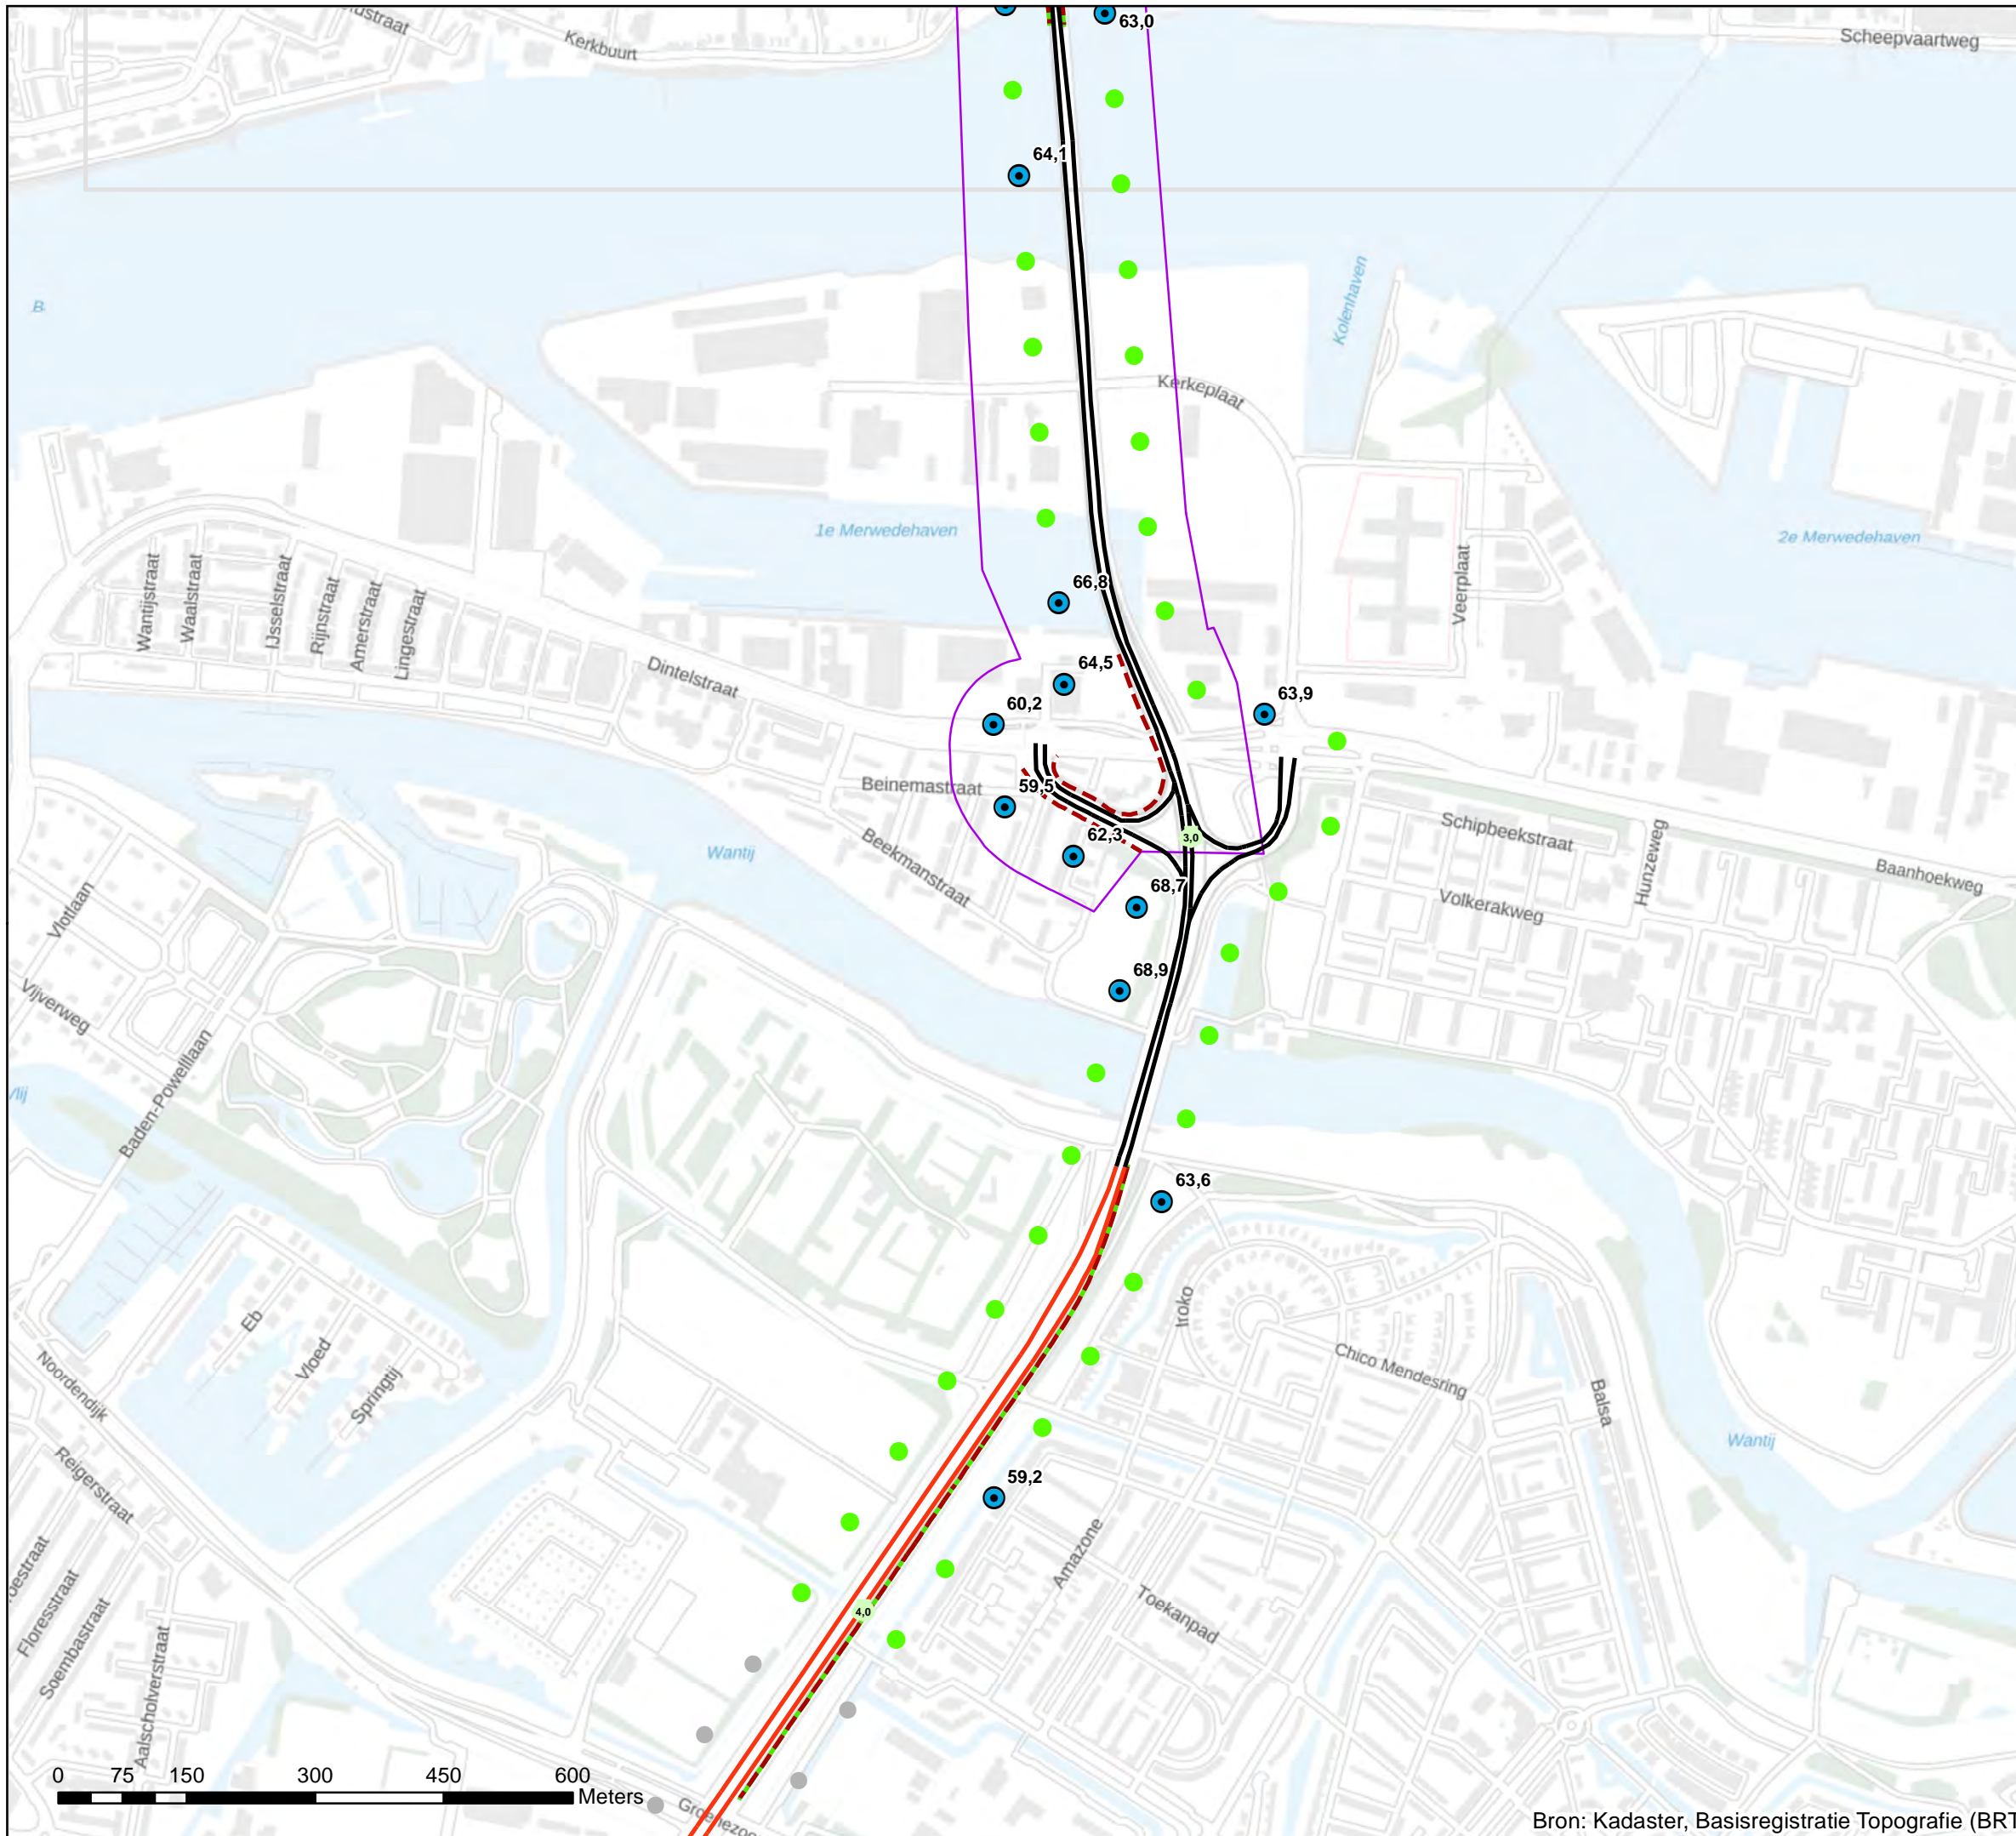 Kerkbuurt
63,0
Scheepvaartweg
64,1
B
Kolenhaven
Kerkeplaat
1e Merwedehaven
2e Merwedehaven
Wantijstraat
Waalstraat
IJsselstraat
Rijnstraat
Amerstraat
Lingestraat
Veerplaat
66,8
Dintelstraat
64,5
60,2
63,9
Beinemastraat
59,5
62,3
3,0
Schipbeekstraat
Hunzeweg
Baanhoekweg
Wantij
Beekmanstraat
68,7
Volkerakweg
Vlotlaan
68,9
Vijverweg
Baden-Powelllaan
63,6
Iroko
Eb
Vloed
Springtij
Noordendijk
Chico Mendesring
Balsa
Wantij
Reigerstraat
59,2
Amazone
Toekanpad
Floresstraat
Soembastraat
Aalscholverstraat
4,0
0 75 150 300 450 600
Meters
Bron: Kadaster, Basisregistratie Topografie (BRT